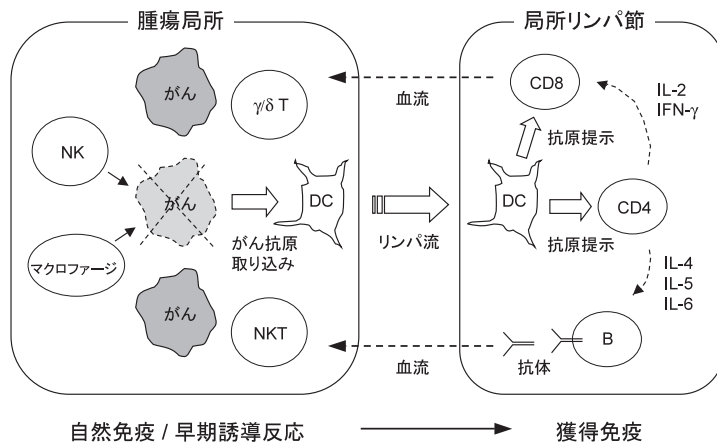 腫瘍局所
局所リンパ節
がん
γ/δ T
NK
がん
マクロファージ
がん抗原
取り込み
DC
がん
NKT
血流
リンパ流
血流
CD8
IL-2
IFN-γ
抗原提示
DC
CD4
抗原提示
IL-4
IL-5
IL-6
B
抗体
自然免疫 / 早期誘導反応
獲得免疫